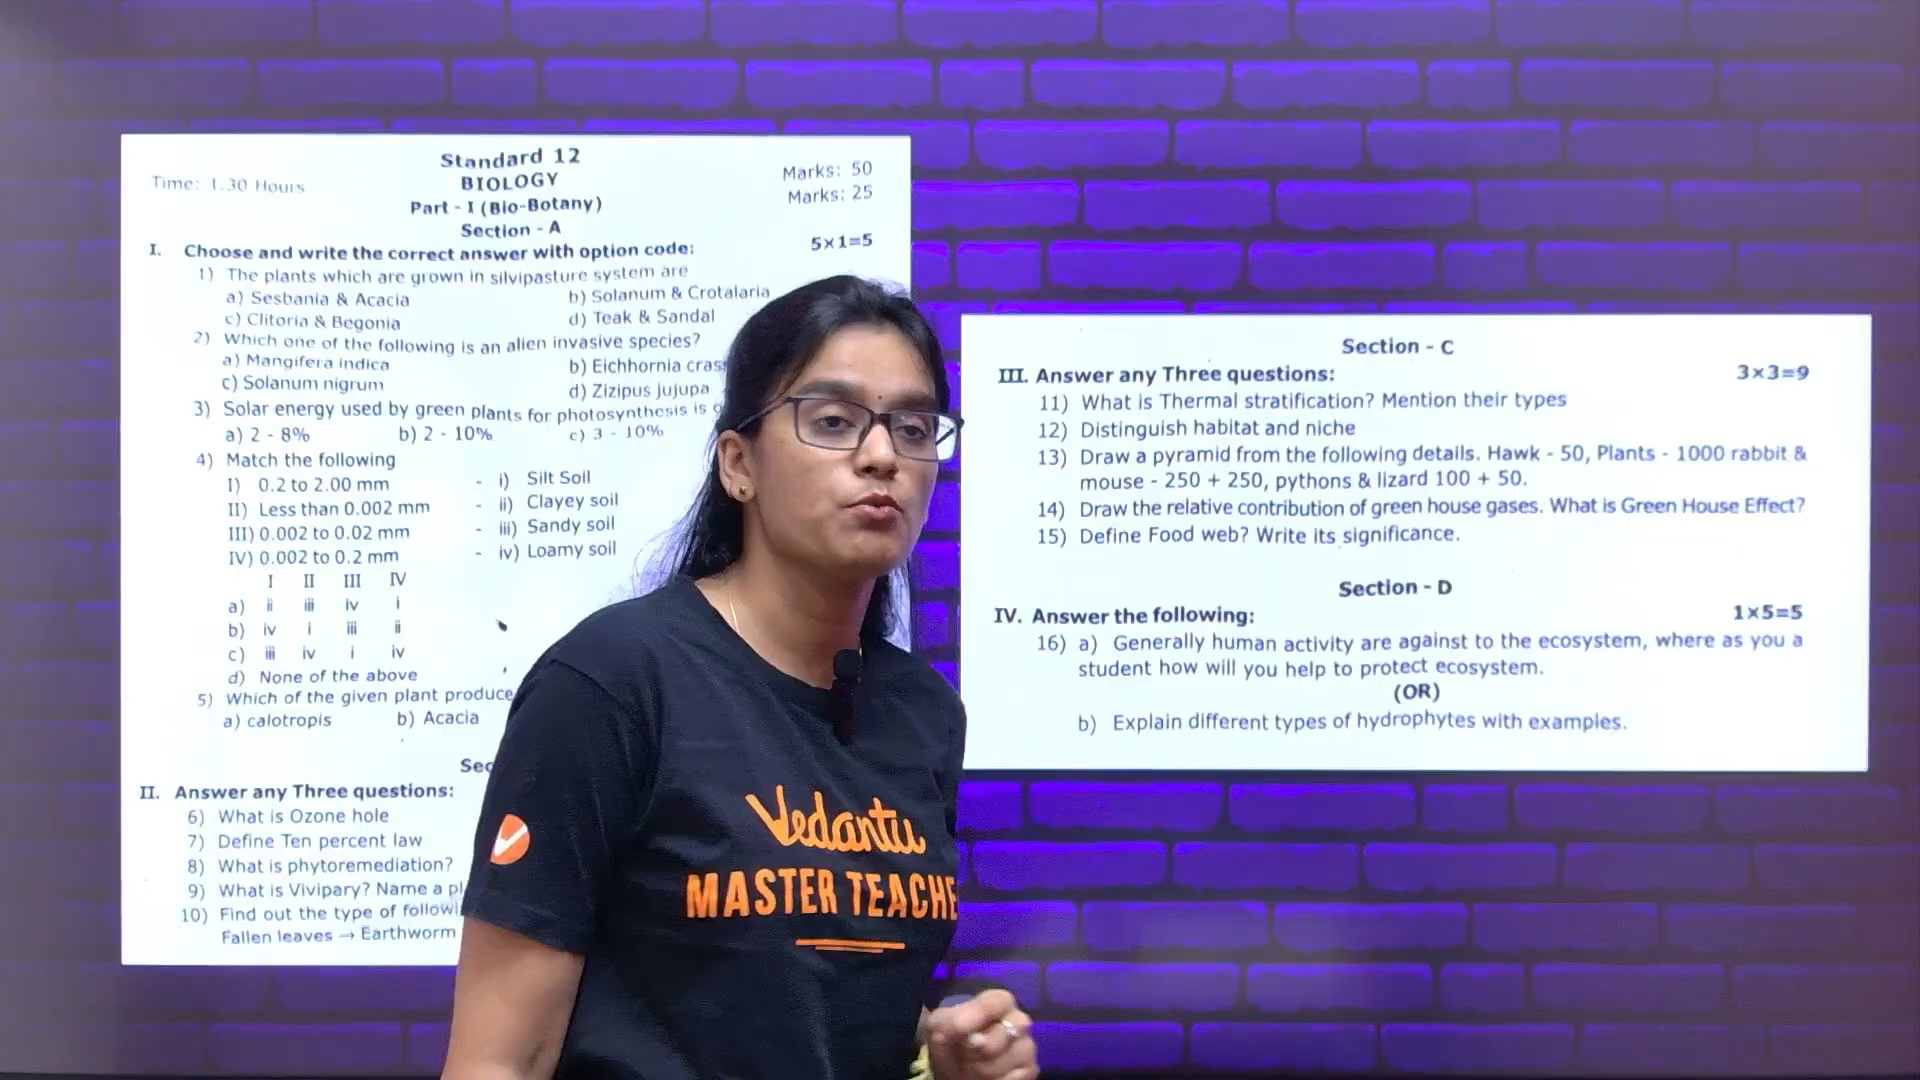 Standard 12
Time: 1.30 Hours
BIOLOGY
Marks: 50
Part - I (Bio-Botany)
Marks: 25
Section - A
I. Choose and write the correct answer with option code: 5×1=5
1) The plants which are grown in silvipasture system are
a) Sesbania & Acacia b) Solanum & Crotalaria
c) Clitoria & Begonia d) Teak & Sandal
2) Which one of the following is an alien invasive species?
a) Mangifera indica b) Eichhornia cras
c) Solanum nigrum d) Zizipus jujupa
3) Solar energy used by green plants for photosynthesis is
a) 2 - 8% b) 2 - 10% c) 3 - 10%
4) Match the following
I) 0.2 to 2.00 mm - i) Silt Soil
II) Less than 0.002 mm - ii) Clayey soil
III) 0.002 to 0.02 mm - iii) Sandy soil
IV) 0.002 to 0.2 mm - iv) Loamy soil
I II III IV
a) ii iii iv i
b) iv i iii ii
c) iii iv i iv
d) None of the above
5) Which of the given plant produce
a) calotropis b) Acacia
Sec
II. Answer any Three questions:
6) What is Ozone hole
7) Define Ten percent law
8) What is phytoremediation?
9) What is Vivipary? Name a pl
10) Find out the type of followi
Fallen leaves → Earthworm
Section - C
III. Answer any Three questions: 3×3=9
11) What is Thermal stratification? Mention their types
12) Distinguish habitat and niche
13) Draw a pyramid from the following details. Hawk - 50, Plants - 1000 rabbit &
mouse - 250 + 250, pythons & lizard 100 + 50.
14) Draw the relative contribution of green house gases. What is Green House Effect?
15) Define Food web? Write its significance.
Section - D
IV. Answer the following: 1×5=5
16) a) Generally human activity are against to the ecosystem, where as you a
student how will you help to protect ecosystem.
(OR)
b) Explain different types of hydrophytes with examples.
Vedantu
MASTER TEACHE